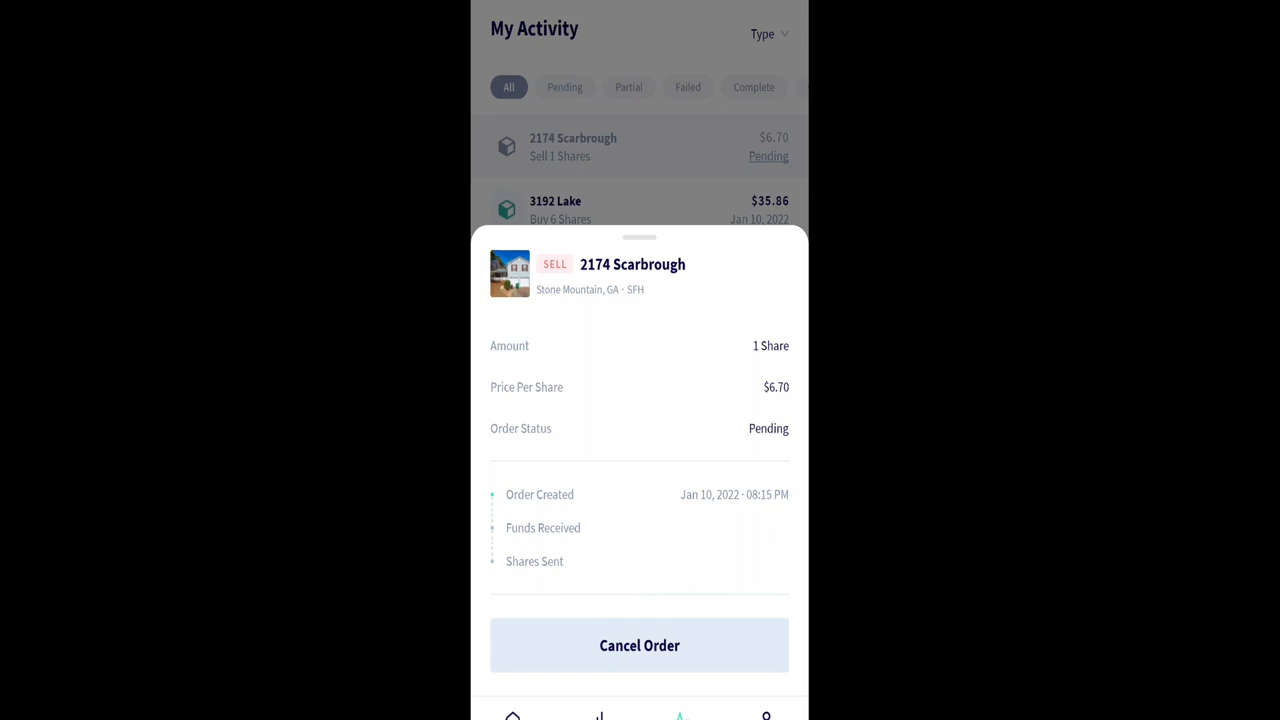 My Activity
Type
All Pending Partial Failed Complete
2174 Scarbrough $6.70
Sell 1 Shares Pending
3192 Lake $35.86
Buy 6 Shares Jan 10, 2022
SELL 2174 Scarbrough
Stone Mountain, GA · SFH
Amount 1 Share
Price Per Share $6.70
Order Status Pending
Order Created Jan 10, 2022 · 08:15 PM
Funds Received
Shares Sent
Cancel Order